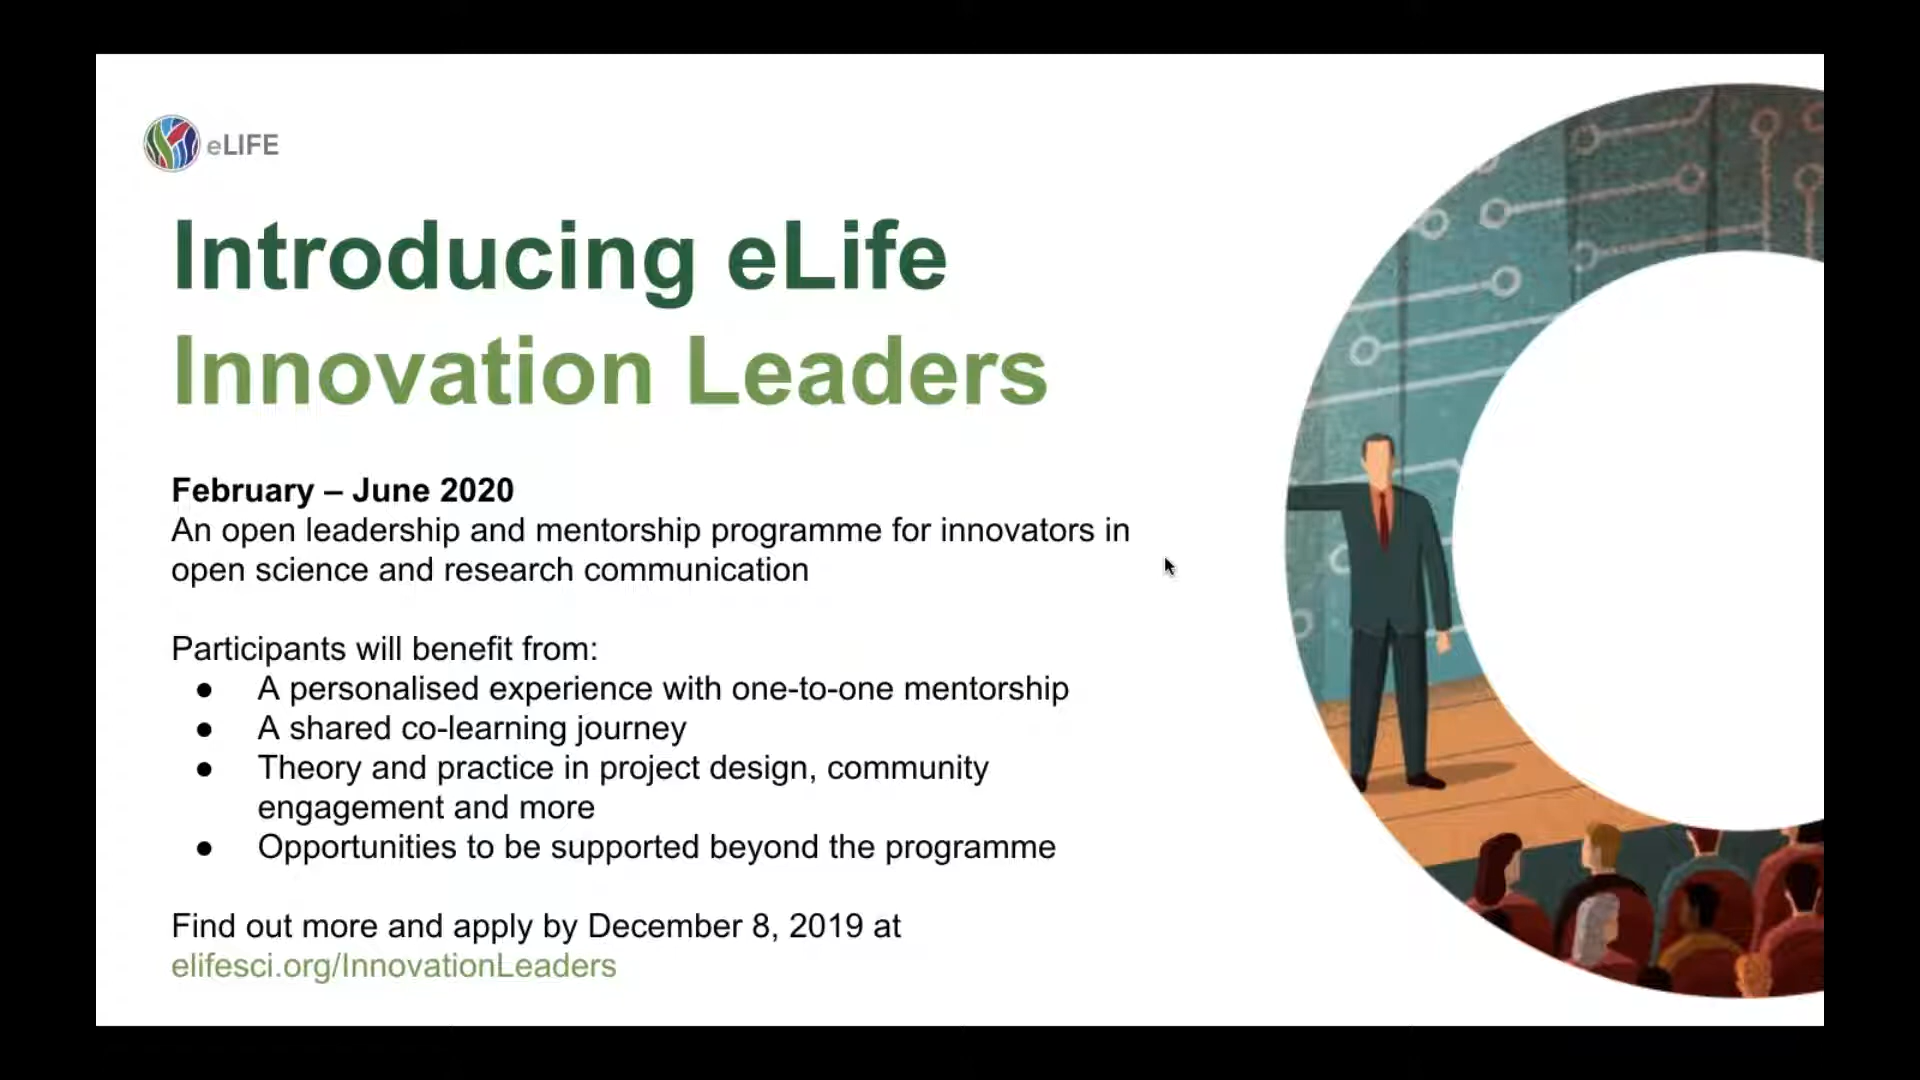 eLIFE
Introducing eLife
Innovation Leaders
February – June 2020
An open leadership and mentorship programme for innovators in
open science and research communication
Participants will benefit from:
● A personalised experience with one-to-one mentorship
● A shared co-learning journey
● Theory and practice in project design, community
engagement and more
● Opportunities to be supported beyond the programme
Find out more and apply by December 8, 2019 at
elifesci.org/InnovationLeaders